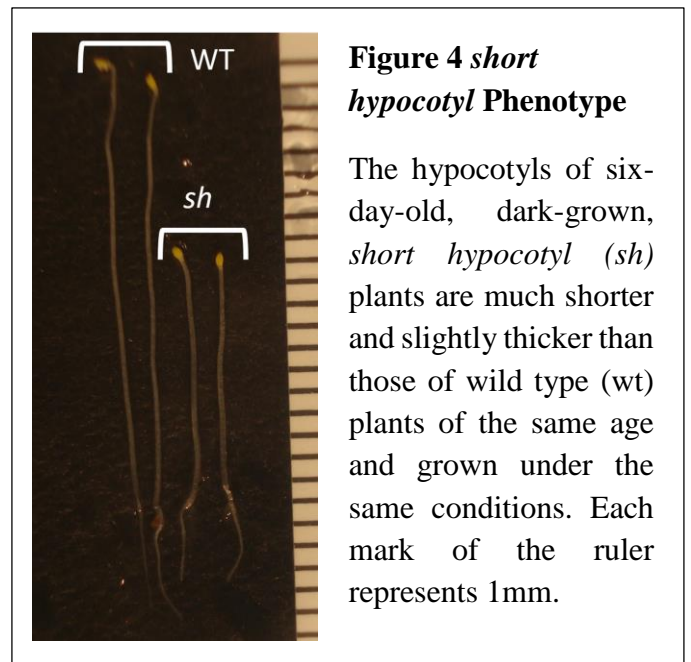 WT
sh
Figure 4 short
hypocotyl Phenotype
The hypocotyls of six-
day-old, dark-grown,
short hypocotyl (sh)
plants are much shorter
and slightly thicker than
those of wild type (wt)
plants of the same age
and grown under the
same conditions. Each
mark of the ruler
represents 1mm.